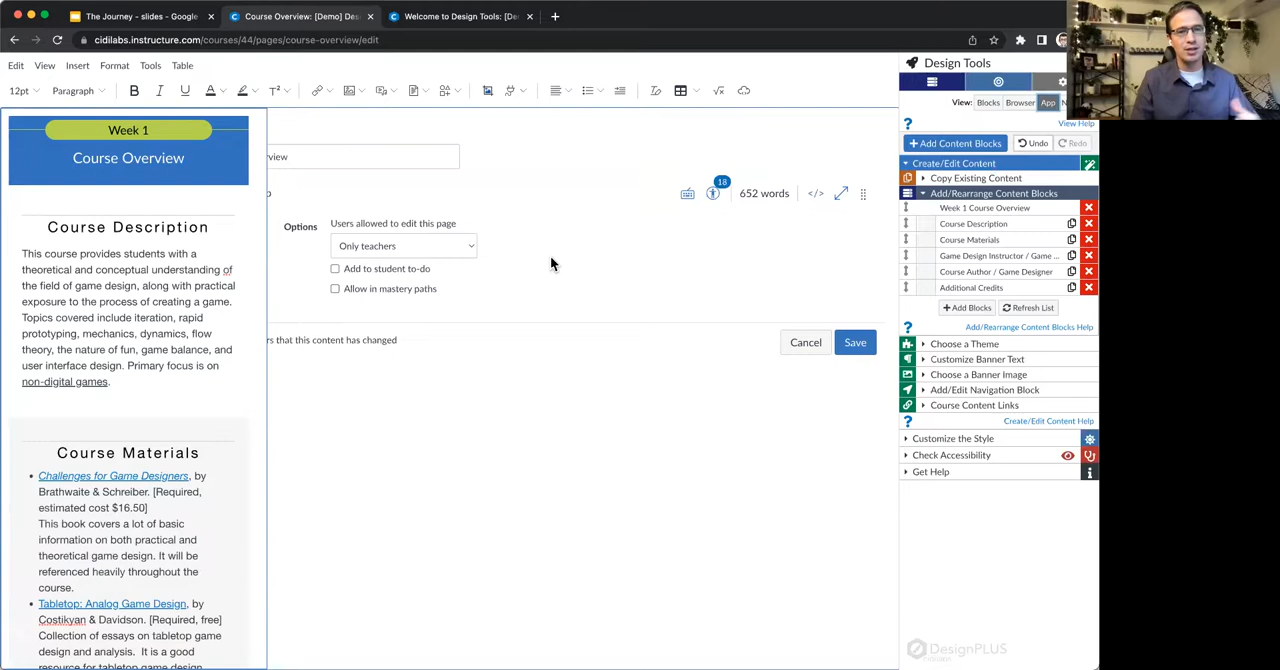 The Journey - slides - Google
Course Overview: [Demo] Des
Welcome to Design Tools: [De
cidilabs.instructure.com/courses/44/pages/course-overview/edit
Edit View Insert Format Tools Table
12pt Paragraph
Week 1
Course Overview
Course Description
This course provides students with a
theoretical and conceptual understanding of
the field of game design, along with practical
exposure to the process of creating a game.
Topics covered include iteration, rapid
prototyping, mechanics, dynamics, flow
theory, the nature of fun, game balance, and
user interface design. Primary focus is on
non-digital games.
Course Materials
Challenges for Game Designers, by
Brathwaite & Schreiber. [Required,
estimated cost $16.50]
This book covers a lot of basic
information on both practical and
theoretical game design. It will be
referenced heavily throughout the
course.
Tabletop: Analog Game Design, by
Costikyan & Davidson. [Required, free]
Collection of essays on tabletop game
design and analysis. It is a good
resource for tabletop game design
view
p
18
652 words
</>
Options
Users allowed to edit this page
Only teachers
Add to student to-do
Allow in mastery paths
rs that this content has changed
Cancel Save
Design Tools
View: Blocks Browser App N
View Help
+ Add Content Blocks Undo Redo
Create/Edit Content
Copy Existing Content
Add/Rearrange Content Blocks
Week 1 Course Overview
Course Description
Course Materials
Game Design Instructor / Game ...
Course Author / Game Designer
Additional Credits
+ Add Blocks Refresh List
Add/Rearrange Content Blocks Help
Choose a Theme
Customize Banner Text
Choose a Banner Image
Add/Edit Navigation Block
Course Content Links
Create/Edit Content Help
Customize the Style
Check Accessibility
Get Help
DesignPLUS